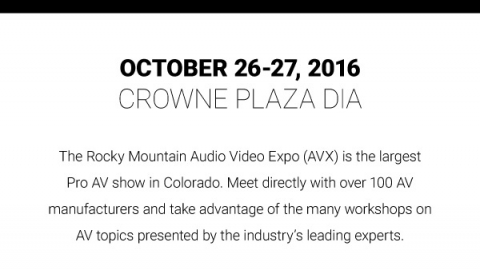 OCTOBER 26-27, 2016
CROWNE PLAZA DIA
The Rocky Mountain Audio Video Expo (AVX) is the largest
Pro AV show in Colorado. Meet directly with over 100 AV
manufacturers and take advantage of the many workshops on
AV topics presented by the industry’s leading experts.